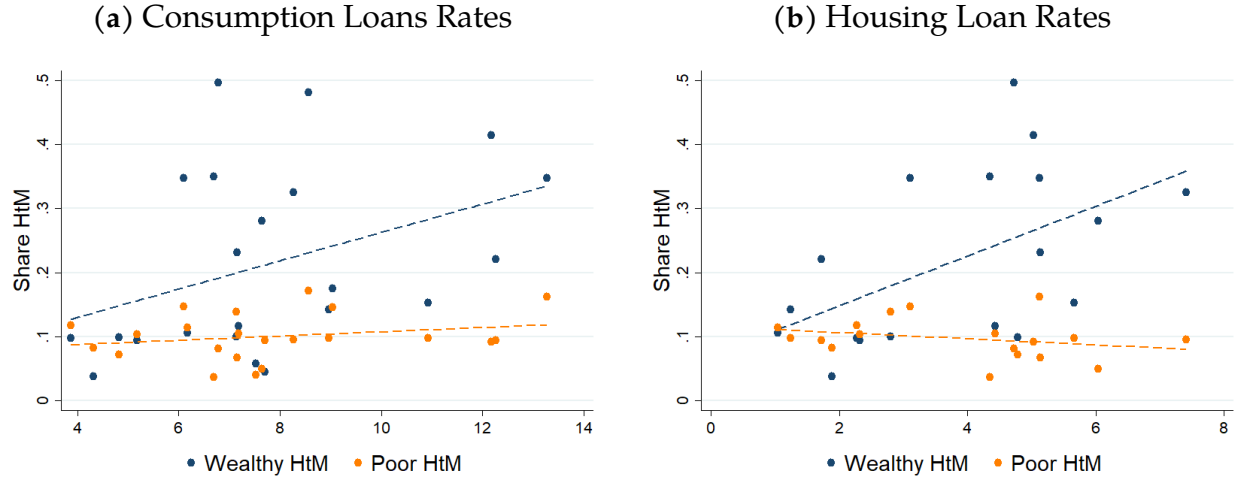 (a) Consumption Loans Rates
Share HtM
.5
.4
.3
.2
.1
0
4 6 8 10 12 14
Wealthy HtM Poor HtM
(b) Housing Loan Rates
Share HtM
.5
.4
.3
.2
.1
0
0 2 4 6 8
Wealthy HtM Poor HtM